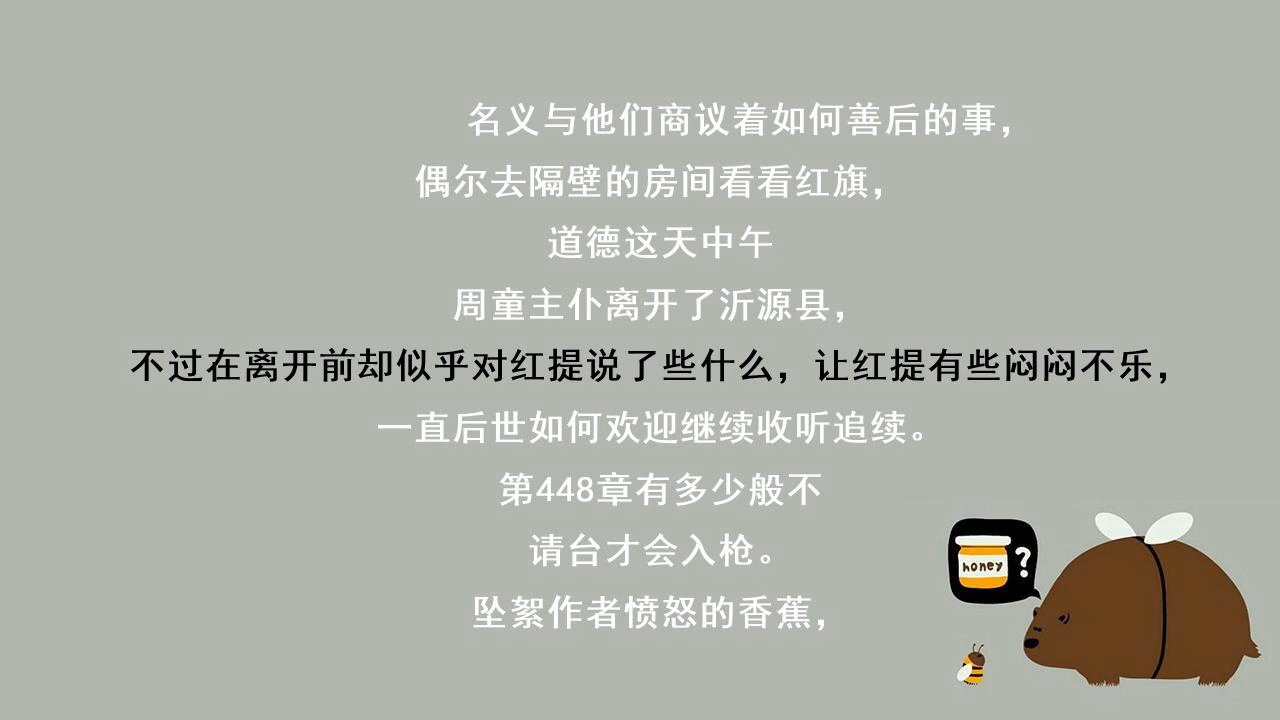 名义与他们商议着如何善后的事，
偶尔去隔壁的房间看看红旗，
道德这天中午
周童主仆离开了沂源县，
不过在离开前却似乎对红提说了些什么，让红提有些闷闷不乐，
一直后世如何欢迎继续收听追续。
第448章有多少般不
请台才会入枪。
坠絮作者愤怒的香蕉，
honey
?